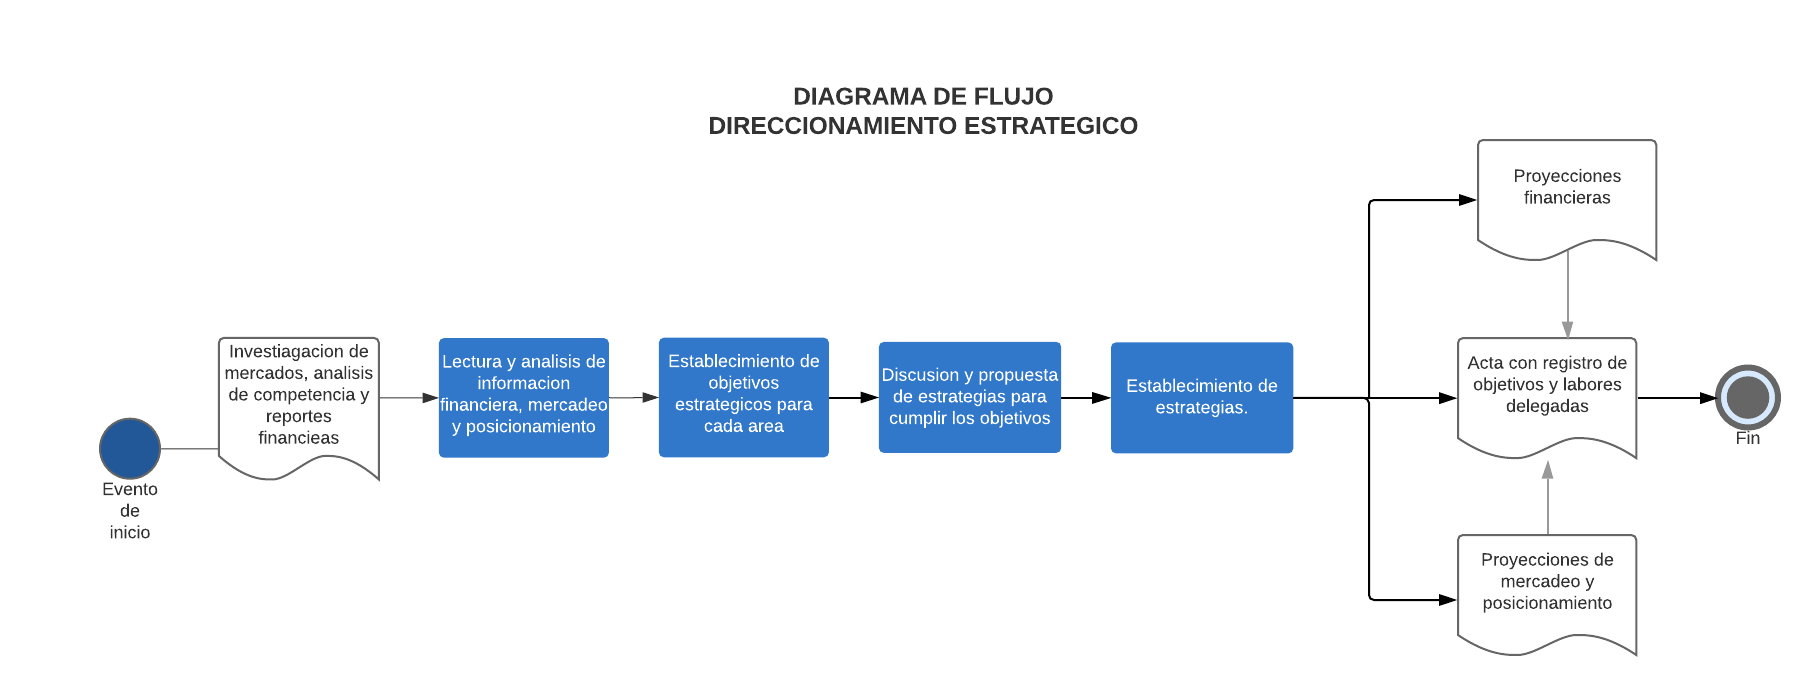 DIAGRAMA DE FLUJO
DIRECCIONAMIENTO ESTRATEGICO
Evento
de
inicio
Investiagacion de
mercados, analisis
de competencia y
reportes
financieas
Lectura y analisis de
informacion
financiera, mercadeo
y posicionamiento
Establecimiento de
objetivos
estrategicos para
cada area
Discusion y propuesta
de estrategias para
cumplir los objetivos
Establecimiento de
estrategias.
Proyecciones
financieras
Acta con registro de
objetivos y labores
delegadas
Proyecciones de
mercadeo y
posicionamiento
Fin